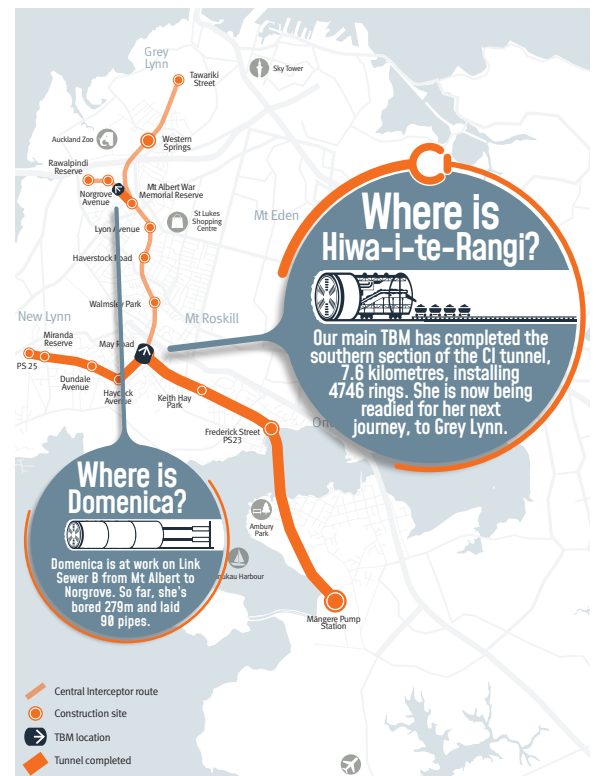 Grey
Lynn
Tawariki
Street
Sky Tower
Auckland Zoo
Western
Springs
Rawalpindi
Reserve
Norgrove
Avenue
Mt Albert War
Memorial Reserve
St Lukes
Shopping
Centre
Mt Eden
Lyon Avenue
Haverstock Road
Walmsley Park
Mt Roskill
New Lynn
Miranda
Reserve
PS 25
May Road
Dundale
Avenue
Haycock
Avenue
Keith Hay
Park
Frederick Street
PS23
Where is
Hiwa-i-te-Rangi?
Our main TBM has completed the
southern section of the CI tunnel,
7.6 kilometres, installing
4746 rings. She is now being
readied for her next
journey, to Grey Lynn.
Where is
Domenica?
Domenica is at work on Link
Sewer B from Mt Albert to
Norgrove. So far, she's
bored 279m and laid
90 pipes.
Ambury
Park
Harbour
Māngere Pump
Station
Central Interceptor route
Construction site
TBM location
Tunnel completed